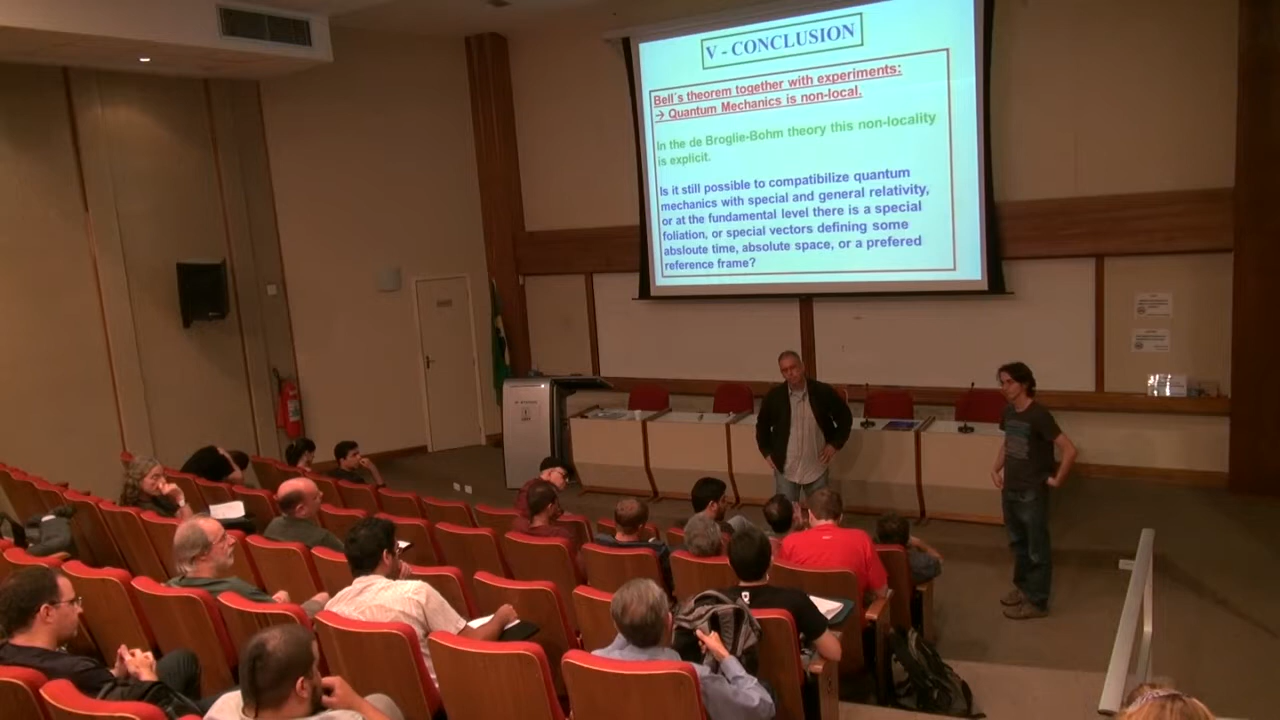 V - CONCLUSION
Bell´s theorem together with experiments:
→ Quantum Mechanics is non-local.
In the de Broglie-Bohm theory this non-locality
is explicit.
Is it still possible to compatibilize quantum
mechanics with special and general relativity,
or at the fundamental level there is a special
foliation, or special vectors defining some
absloute time, absolute space, or a prefered
reference frame?